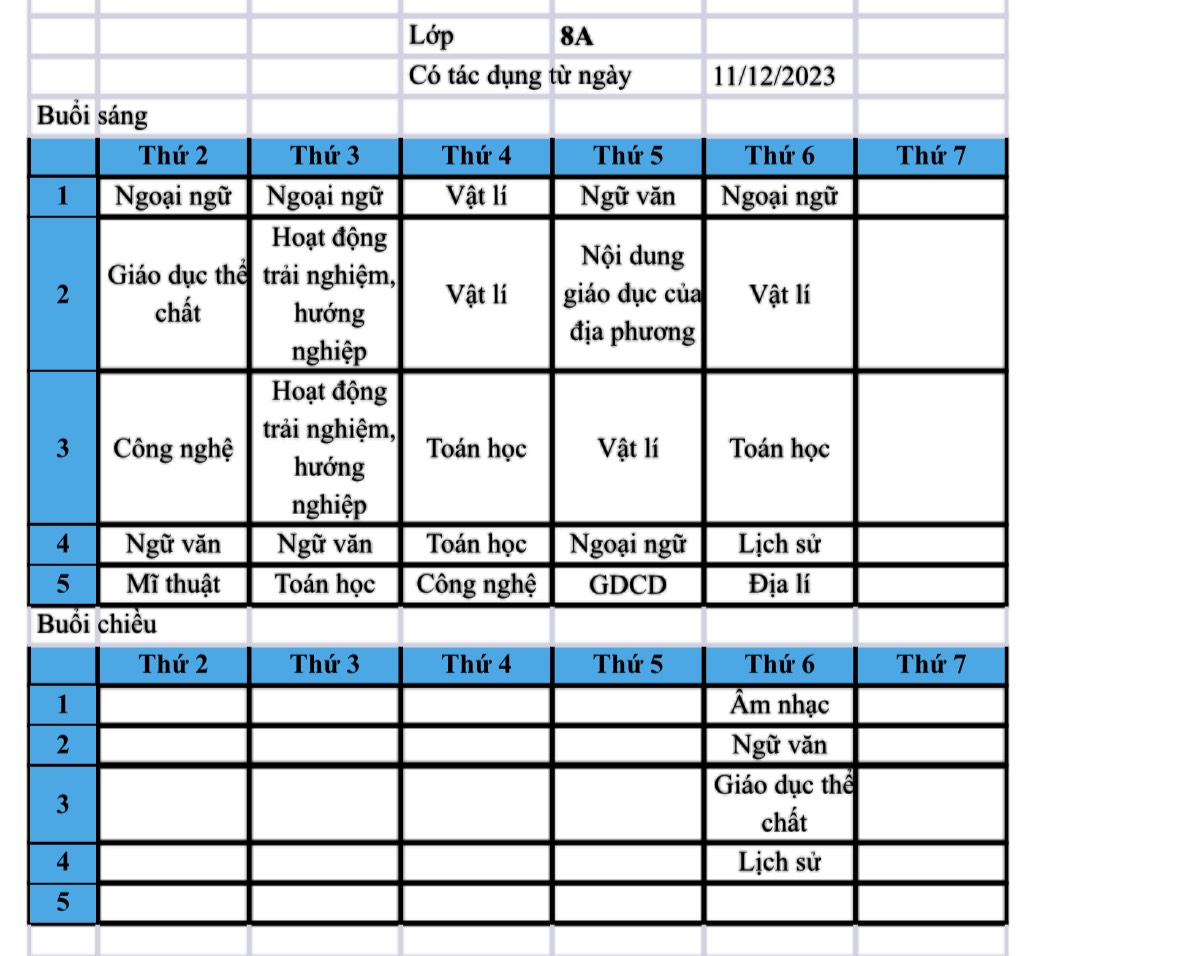 Lớp 8A
Có tác dụng từ ngày 11/12/2023
Buổi sáng
Thứ 2 Thứ 3 Thứ 4 Thứ 5 Thứ 6 Thứ 7
1 Ngoại ngữ Ngoại ngữ Vật lí Ngữ văn Ngoại ngữ
2 Giáo dục thể chất Hoạt động trải nghiệm, hướng nghiệp Vật lí Nội dung giáo dục của địa phương Vật lí
3 Công nghệ Hoạt động trải nghiệm, hướng nghiệp Toán học Vật lí Toán học
4 Ngữ văn Ngữ văn Toán học Ngoại ngữ Lịch sử
5 Mĩ thuật Toán học Công nghệ GDCD Địa lí
Buổi chiều
Thứ 2 Thứ 3 Thứ 4 Thứ 5 Thứ 6 Thứ 7
1 Âm nhạc
2 Ngữ văn
3 Giáo dục thể chất
4 Lịch sử
5